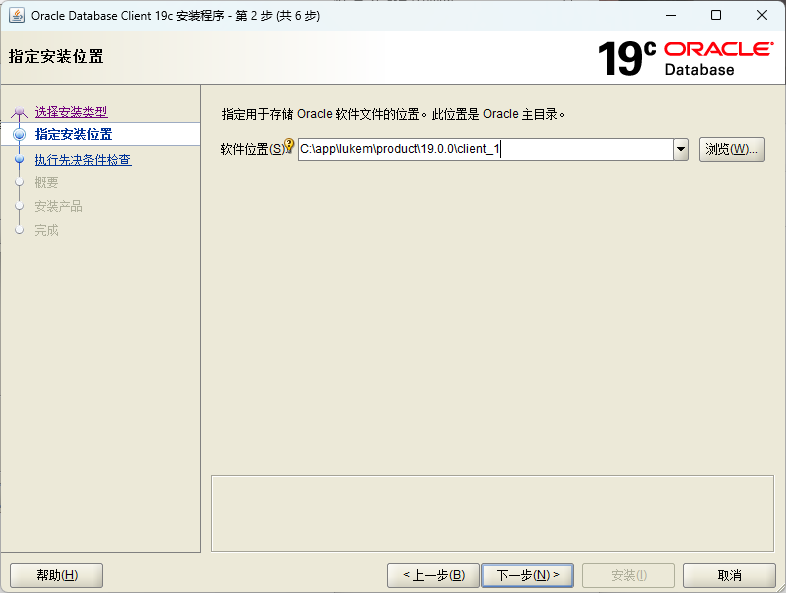 Oracle Database Client 19c 安装程序 - 第 2 步 (共 6 步)
指定安装位置
19c ORACLE
Database
选择安装类型
指定安装位置
执行先决条件检查
概要
安装产品
完成
指定用于存储 Oracle 软件文件的位置。此位置是 Oracle 主目录。
软件位置(S) C:\app\lukem\product\19.0.0\client_1 浏览(W)...
帮助(H) < 上一步(B) 下一步(N) > 安装(I) 取消